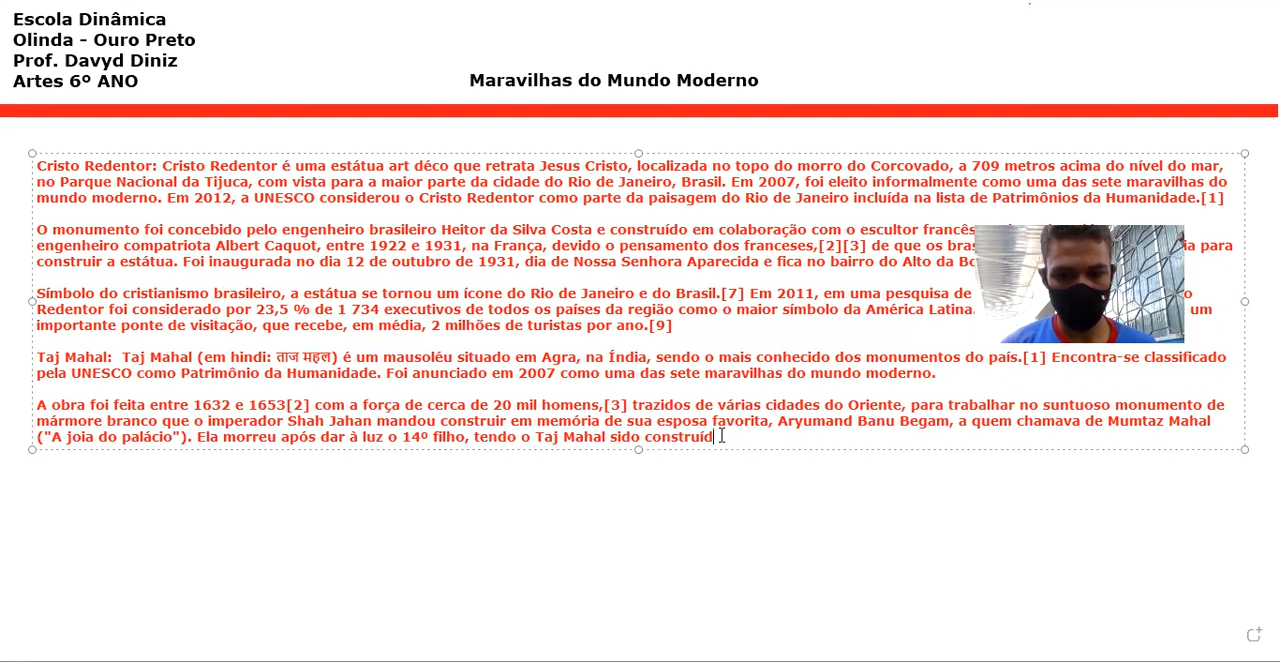 Escola Dinâmica
Olinda - Ouro Preto
Prof. Davyd Diniz
Artes 6º ANO
Maravilhas do Mundo Moderno
Cristo Redentor: Cristo Redentor é uma estátua art déco que retrata Jesus Cristo, localizada no topo do morro do Corcovado, a 709 metros acima do nível do mar,
no Parque Nacional da Tijuca, com vista para a maior parte da cidade do Rio de Janeiro, Brasil. Em 2007, foi eleito informalmente como uma das sete maravilhas do
mundo moderno. Em 2012, a UNESCO considerou o Cristo Redentor como parte da paisagem do Rio de Janeiro incluída na lista de Patrimônios da Humanidade.[1]
O monumento foi concebido pelo engenheiro brasileiro Heitor da Silva Costa e construído em colaboração com o escultor francês
engenheiro compatriota Albert Caquot, entre 1922 e 1931, na França, devido o pensamento dos franceses,[2][3] de que os para
construir a estátua. Foi inaugurada no dia 12 de outubro de 1931, dia de Nossa Senhora Aparecida e fica no bairro do Alto da
Símbolo do cristianismo brasileiro, a estátua se tornou um ícone do Rio de Janeiro e do Brasil.[7] Em 2011, em uma pesquisa de
Redentor foi considerado por 23,5 % de 1 734 executivos de todos os países da região como o maior símbolo da América Latina. um
importante ponte de visitação, que recebe, em média, 2 milhões de turistas por ano.[9]
Taj Mahal: Taj Mahal (em hindi: ताज महल) é um mausoléu situado em Agra, na Índia, sendo o mais conhecido dos monumentos do país.[1] Encontra-se classificado
pela UNESCO como Patrimônio da Humanidade. Foi anunciado em 2007 como uma das sete maravilhas do mundo moderno.
A obra foi feita entre 1632 e 1653[2] com a força de cerca de 20 mil homens,[3] trazidos de várias cidades do Oriente, para trabalhar no suntuoso monumento de
mármore branco que o imperador Shah Jahan mandou construir em memória de sua esposa favorita, Aryumand Banu Begam, a quem chamava de Mumtaz Mahal
("A joia do palácio"). Ela morreu após dar à luz o 14º filho, tendo o Taj Mahal sido construíd